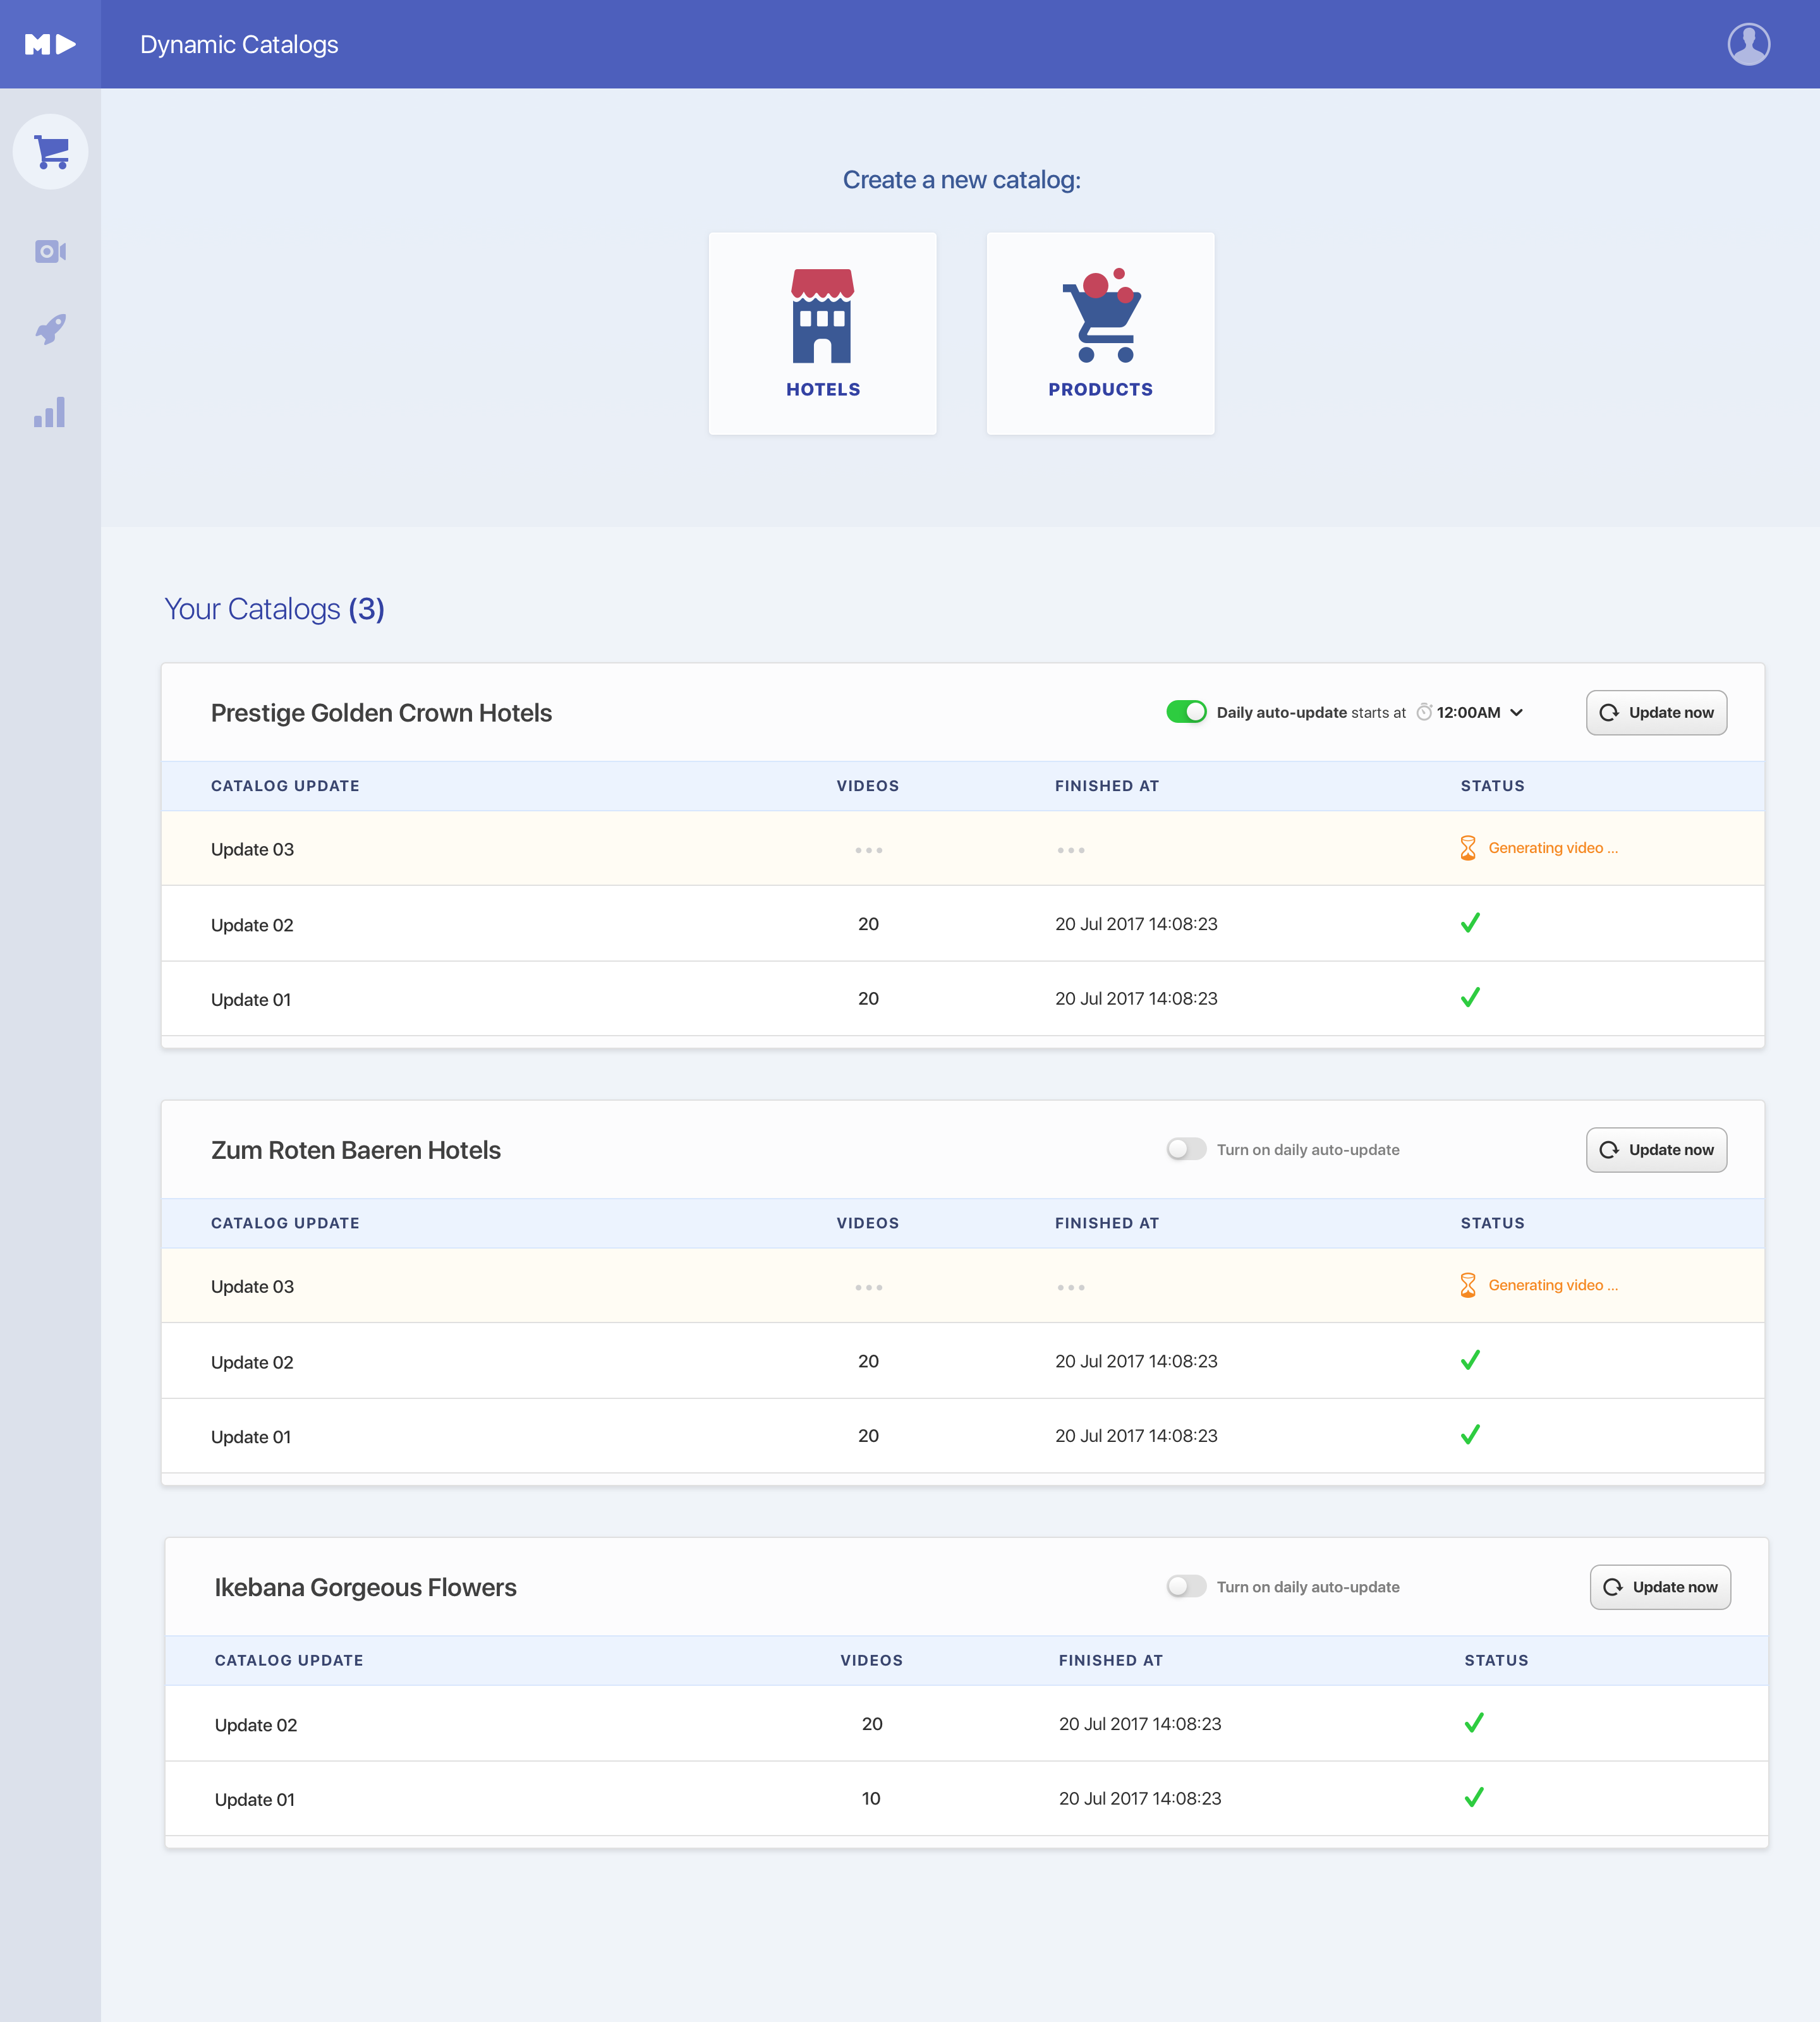 M
Dynamic Catalogs
Create a new catalog:
HOTELS PRODUCTS
Your Catalogs (3)
Prestige Golden Crown Hotels Daily auto-update starts at 12:00AM Update now
CATALOG UPDATE VIDEOS FINISHED AT STATUS
Update 03 ••• ••• Generating video ...
Update 02 20 20 Jul 2017 14:08:23
Update 01 20 20 Jul 2017 14:08:23
Zum Roten Baeren Hotels Turn on daily auto-update Update now
CATALOG UPDATE VIDEOS FINISHED AT STATUS
Update 03 ••• ••• Generating video ...
Update 02 20 20 Jul 2017 14:08:23
Update 01 20 20 Jul 2017 14:08:23
Ikebana Gorgeous Flowers Turn on daily auto-update Update now
CATALOG UPDATE VIDEOS FINISHED AT STATUS
Update 02 20 20 Jul 2017 14:08:23
Update 01 10 20 Jul 2017 14:08:23